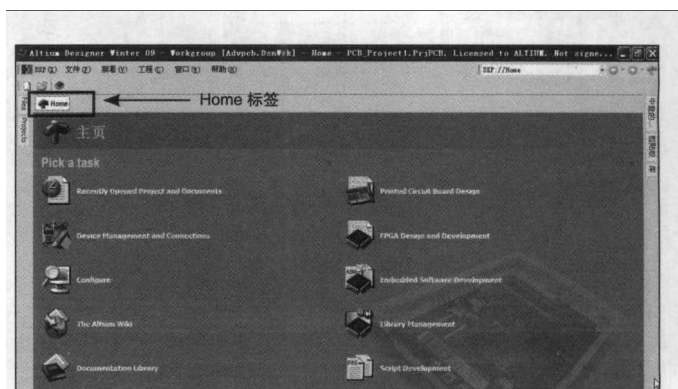 Altium Designer Winter 09 - Workgroup [Advpcb.DsnWrk] - Home - PCB_Project1.PrjPCB. Licensed to ALTIUM. Not signe...
DXP (X) 文件 (F) 察看 (V) 工程 (C) 窗口 (W) 帮助 (H)
DXP://Home
Home
Home 标签
Files
Projects
主页
Pick a task
Recently Opened Project and Documents
Printed Circuit Board Design
Device Management and Connections
FPGA Design and Development
Configure
Embedded Software Development
The Altium Wiki
Library Management
Documentation Library
Script Development